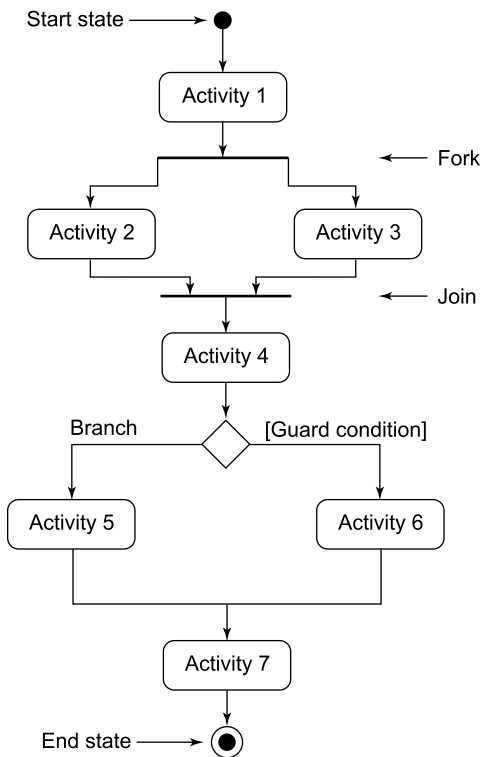 Start state
Activity 1
Fork
Activity 2
Activity 3
Join
Activity 4
Branch
[Guard condition]
Activity 5
Activity 6
Activity 7
End state